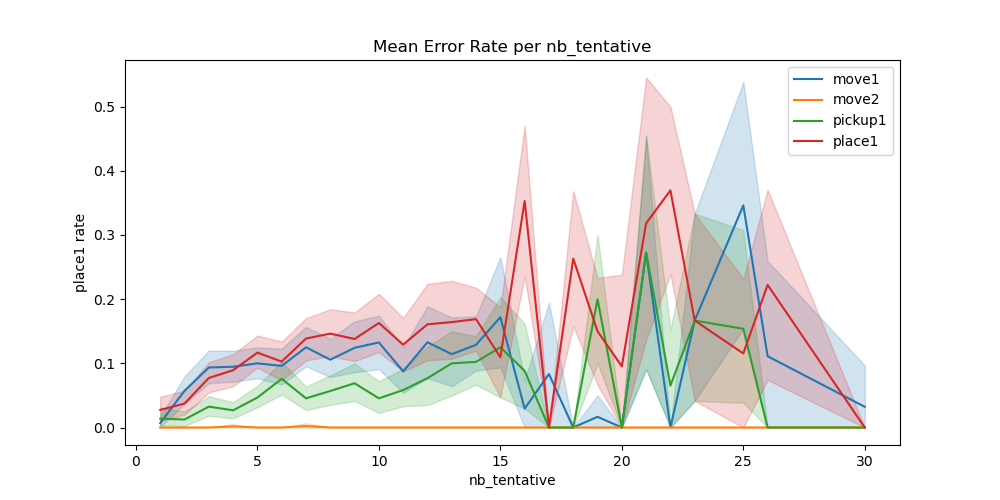 Mean Error Rate per nb_tentative
move1
move2
pickup1
place1
place1 rate
0.5
0.4
0.3
0.2
0.1
0.0
0
5
10
15
20
25
30
nb_tentative